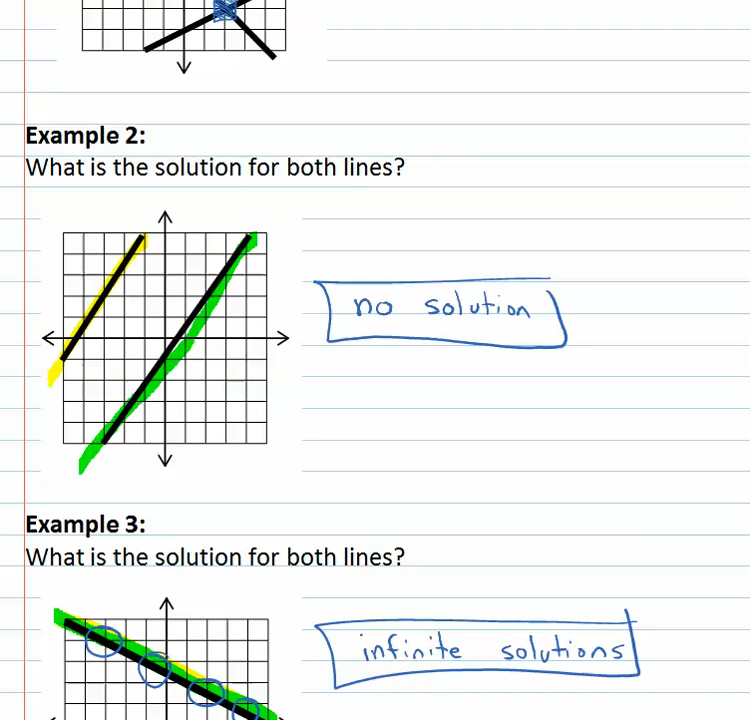 Example 2:
What is the solution for both lines?
no solution
Example 3:
What is the solution for both lines?
infinite solutions